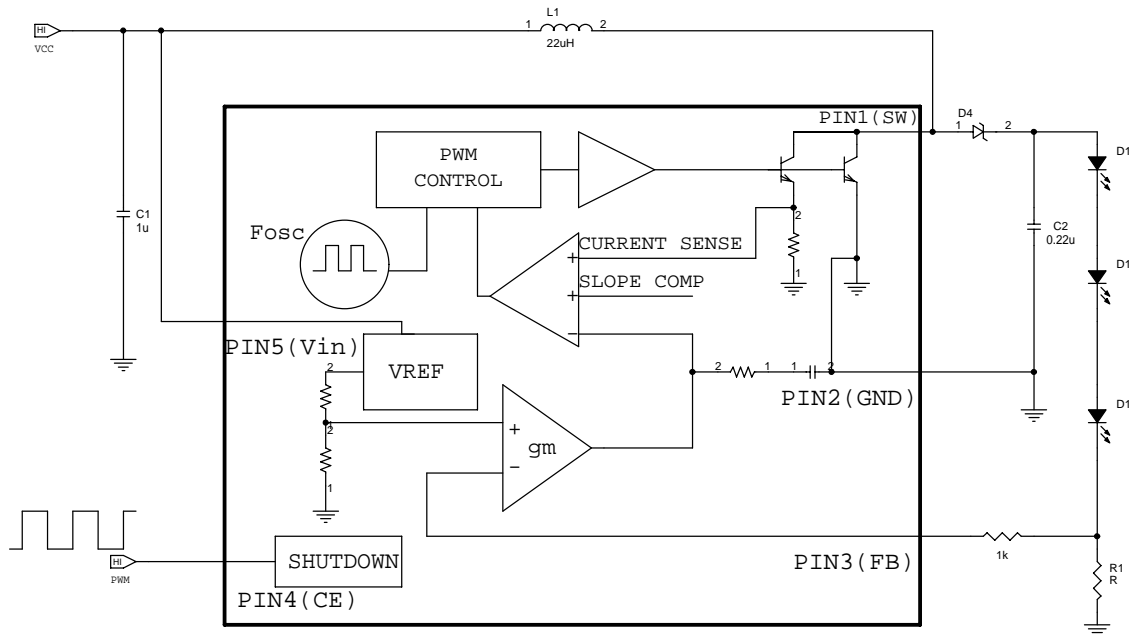 L1
1 2
22uH
HI
VCC
PIN1(SW)
D4
1 2
PWM
CONTROL
D1
C1
1u
Fosc
2
1
CURRENT SENSE
SLOPE COMP
+
+
−
C2
0.22u
D1
PIN5(Vin)
VREF
2
2 1 1 2
PIN2(GND)
D1
1
+
gm
−
1
SHUTDOWN
HI
PWM
PIN4(CE)
PIN3(FB)
1k
R1
R